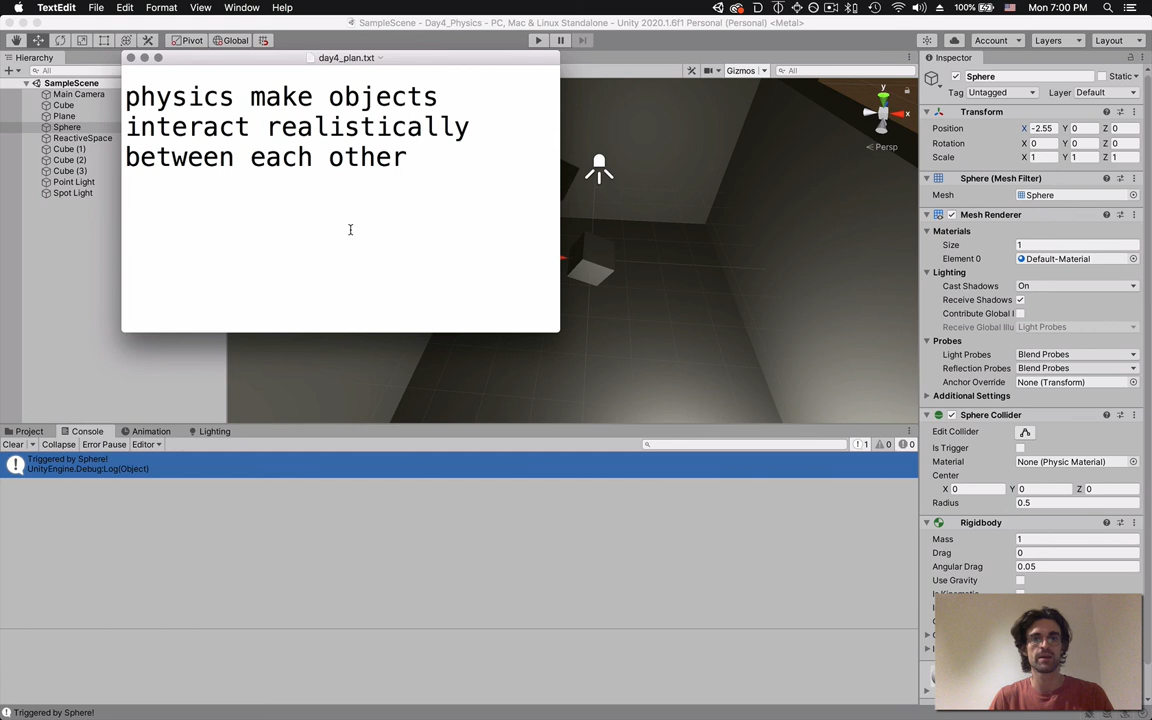 TextEdit File Edit Format View Window Help
100% Mon 7:00 PM
SampleScene - Day4_Physics - PC, Mac & Linux Standalone - Unity 2020.1.6f1 Personal (Personal) <Metal>
Pivot Global Account Layers Layout
Hierarchy
All
SampleScene
Main Camera
Cube
Plane
Sphere
ReactiveSpace
Cube (1)
Cube (2)
Cube (3)
Point Light
Spot Light
day4_plan.txt
physics make objects
interact realistically
between each other
Gizmos All
y
x
Persp
Inspector
Sphere Static
Tag Untagged Layer Default
Transform
Position X -2.55 Y 0 Z 0
Rotation X 0 Y 0 Z 0
Scale X 1 Y 1 Z 1
Sphere (Mesh Filter)
Mesh Sphere
Mesh Renderer
Materials
Size 1
Element 0 Default-Material
Lighting
Cast Shadows On
Receive Shadows
Contribute Global I
Receive Global Illu Light Probes
Probes
Light Probes Blend Probes
Reflection Probes Blend Probes
Anchor Override None (Transform)
Additional Settings
Sphere Collider
Edit Collider
Is Trigger
Material None (Physic Material)
Center
X 0 Y 0 Z 0
Radius 0.5
Rigidbody
Mass 1
Drag 0
Angular Drag 0.05
Use Gravity
Project Console Animation Lighting
Clear Collapse Error Pause Editor 1 0 0
Triggered by Sphere!
UnityEngine.Debug:Log(Object)
Triggered by Sphere!